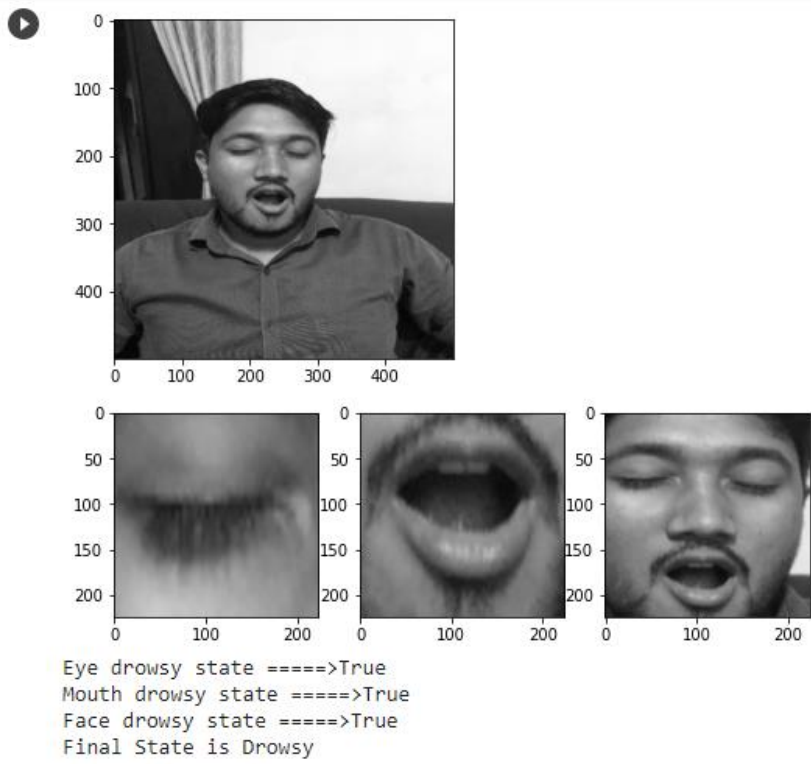 0
100
200
300
400
0 100 200 300 400
0 0 0
50 50 50
100 100 100
150 150 150
200 200 200
0 100 200 0 100 200 0 100 200
Eye drowsy state =====>True
Mouth drowsy state =====>True
Face drowsy state =====>True
Final State is Drowsy